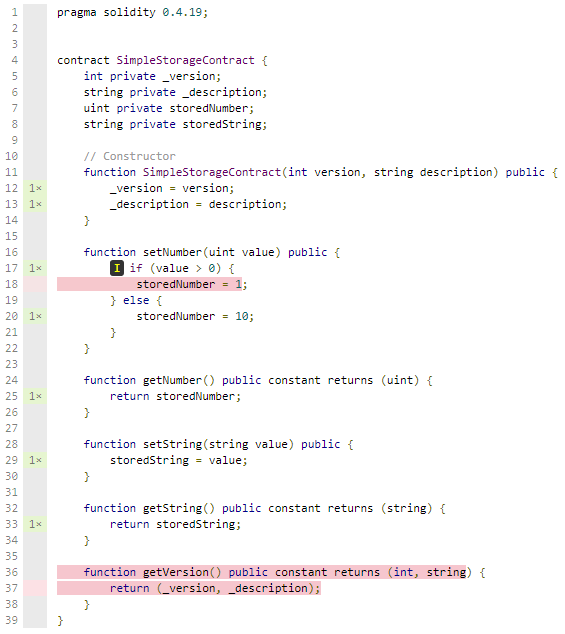 1 pragma solidity 0.4.19;
2
3
4 contract SimpleStorageContract {
5 int private _version;
6 string private _description;
7 uint private storedNumber;
8 string private storedString;
9
10 // Constructor
11 function SimpleStorageContract(int version, string description) public {
12 1× _version = version;
13 1× _description = description;
14 }
15
16 function setNumber(uint value) public {
17 1× I if (value > 0) {
18 storedNumber = 1;
19 } else {
20 1× storedNumber = 10;
21 }
22 }
23
24 function getNumber() public constant returns (uint) {
25 1× return storedNumber;
26 }
27
28 function setString(string value) public {
29 1× storedString = value;
30 }
31
32 function getString() public constant returns (string) {
33 1× return storedString;
34 }
35
36 function getVersion() public constant returns (int, string) {
37 return (_version, _description);
38 }
39 }